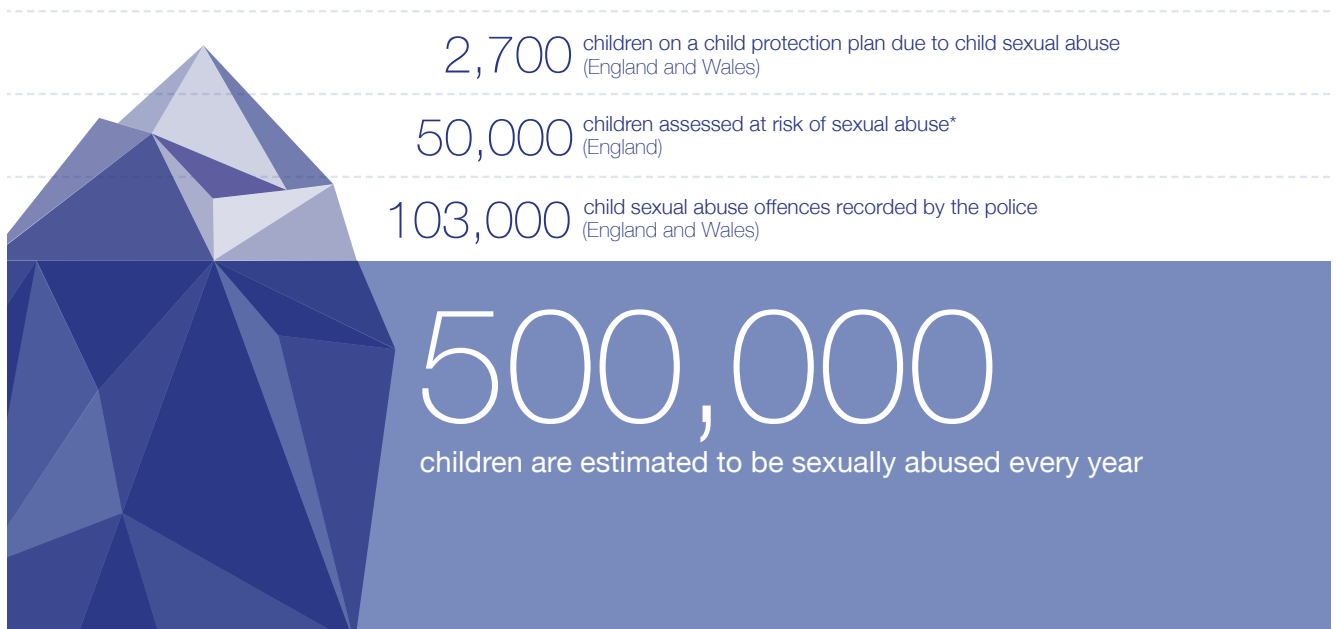 2,700 children on a child protection plan due to child sexual abuse
(England and Wales)
50,000 children assessed at risk of sexual abuse*
(England)
103,000 child sexual abuse offences recorded by the police
(England and Wales)
500,000
children are estimated to be sexually abused every year